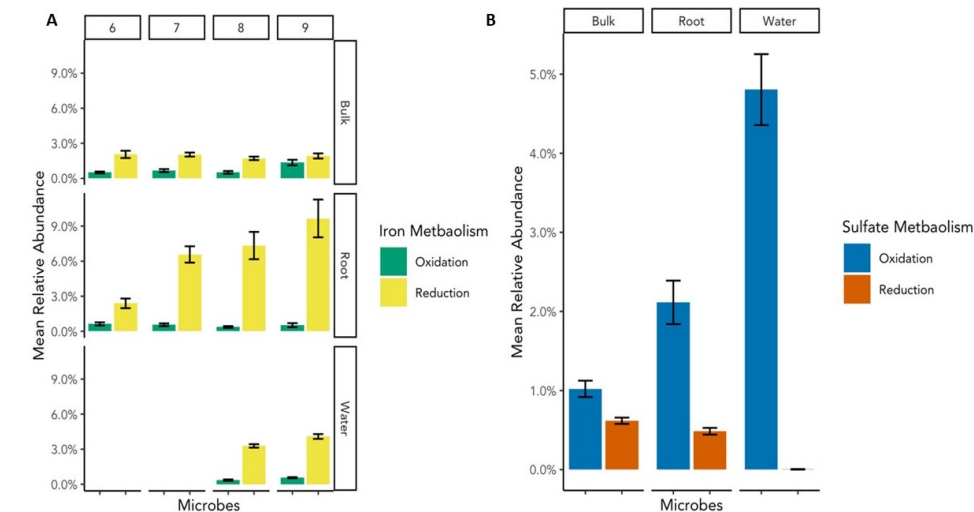 A
6 7 8 9
9.0%
6.0%
3.0%
0.0%
Bulk
9.0%
6.0%
3.0%
0.0%
Root
9.0%
6.0%
3.0%
0.0%
Water
Mean Relative Abundance
Microbes
Iron Metbaolism
Oxidation
Reduction
B
Bulk Root Water
5.0%
4.0%
3.0%
2.0%
1.0%
0.0%
Mean Relative Abundance
Microbes
Sulfate Metbaolism
Oxidation
Reduction